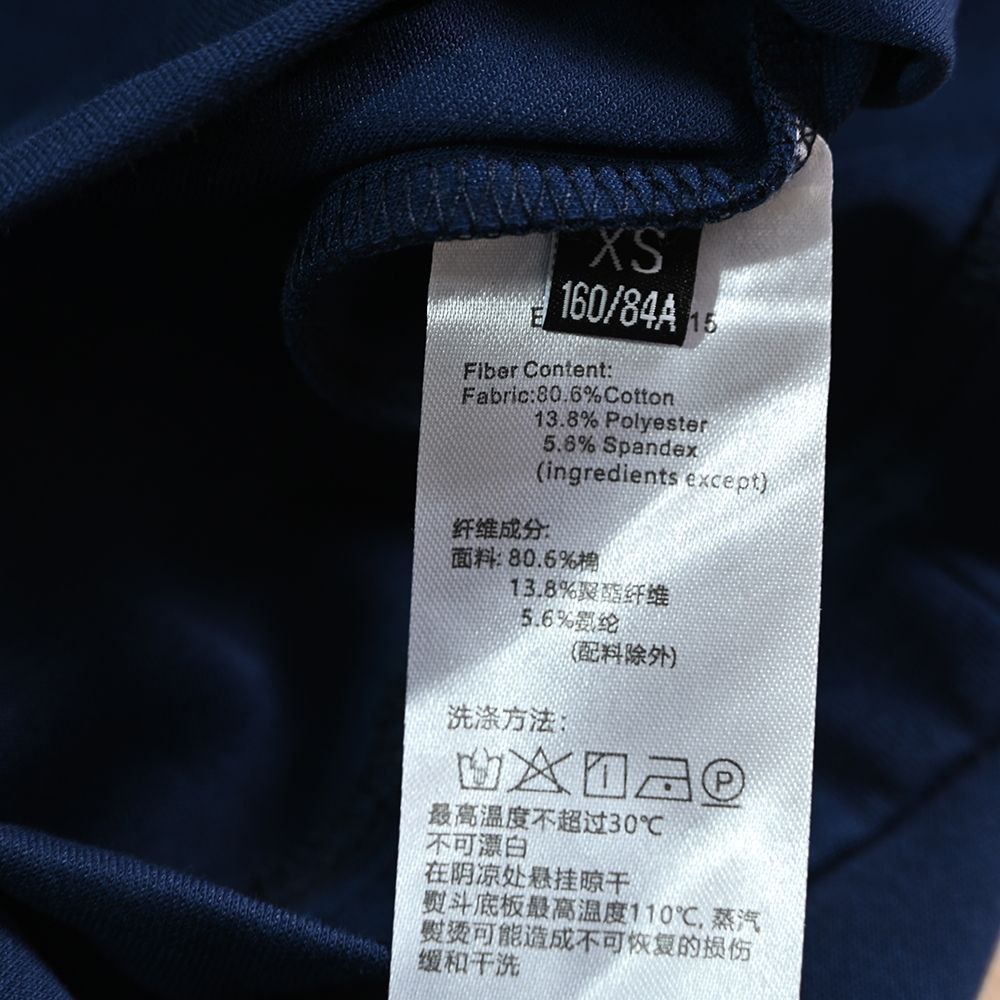 XS
160/84A
15
Fiber Content:
Fabric:80.6%Cotton
13.8% Polyester
5.6% Spandex
(ingredients except)
纤维成分:
面料: 80.6%棉
13.8%聚酯纤维
5.6%氨纶
(配料除外)
洗涤方法:
P
最高温度不超过30℃
不可漂白
在阴凉处悬挂晾干
熨斗底板最高温度110℃, 蒸汽
熨烫可能造成不可恢复的损伤
缓和干洗